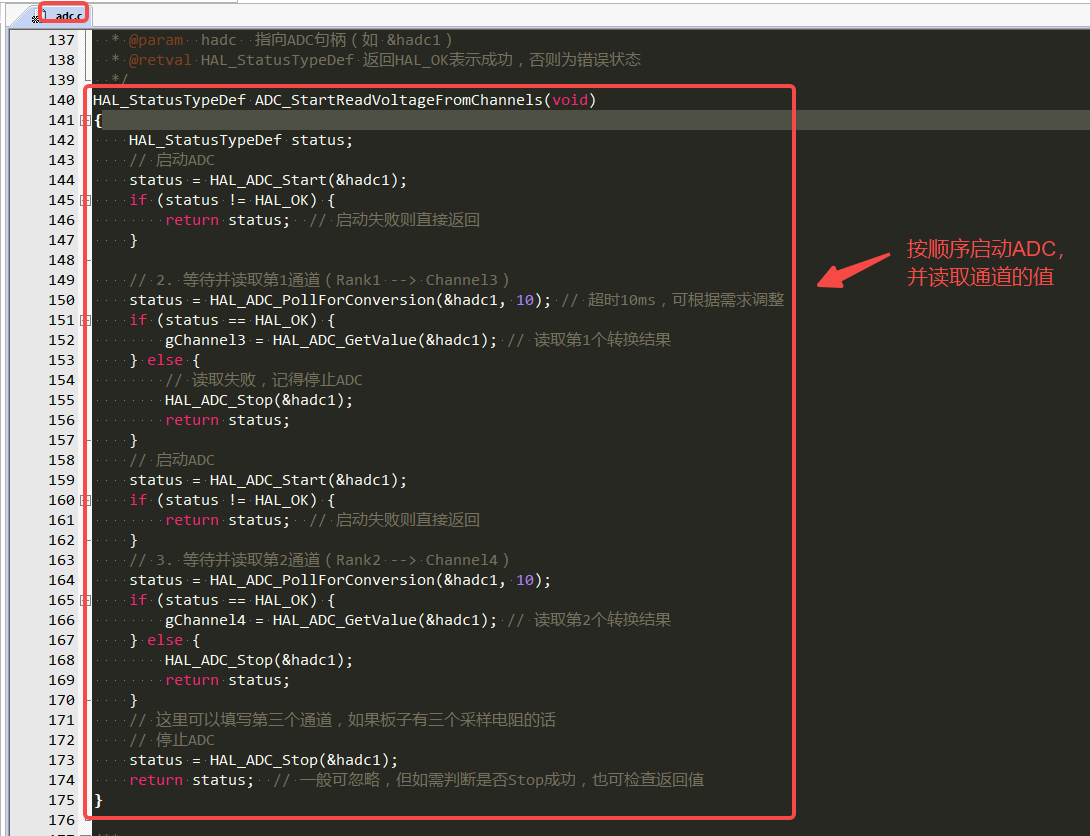 adc.c
137 * @param hadc 指向ADC句柄（如 &hadc1）
138 * @retval HAL_StatusTypeDef 返回HAL_OK表示成功，否则为错误状态
139 */
140 HAL_StatusTypeDef ADC_StartReadVoltageFromChannels(void)
141 {
142 HAL_StatusTypeDef status;
143 // 启动ADC
144 status = HAL_ADC_Start(&hadc1);
145 if (status != HAL_OK) {
146 return status; // 启动失败则直接返回
147 }
148
149 // 2. 等待并读取第1通道（Rank1 --> Channel3）
150 status = HAL_ADC_PollForConversion(&hadc1, 10); // 超时10ms，可根据需求调整
151 if (status == HAL_OK) {
152 gChannel3 = HAL_ADC_GetValue(&hadc1); // 读取第1个转换结果
153 } else {
154 // 读取失败，记得停止ADC
155 HAL_ADC_Stop(&hadc1);
156 return status;
157 }
158 // 启动ADC
159 status = HAL_ADC_Start(&hadc1);
160 if (status != HAL_OK) {
161 return status; // 启动失败则直接返回
162 }
163 // 3. 等待并读取第2通道（Rank2 --> Channel4）
164 status = HAL_ADC_PollForConversion(&hadc1, 10);
165 if (status == HAL_OK) {
166 gChannel4 = HAL_ADC_GetValue(&hadc1); // 读取第2个转换结果
167 } else {
168 HAL_ADC_Stop(&hadc1);
169 return status;
170 }
171 // 这里可以填写第三个通道，如果板子有三个采样电阻的话
172 // 停止ADC
173 status = HAL_ADC_Stop(&hadc1);
174 return status; // 一般可忽略，但如需判断是否Stop成功，也可检查返回值
175 }
176
按顺序启动ADC，
并读取通道的值